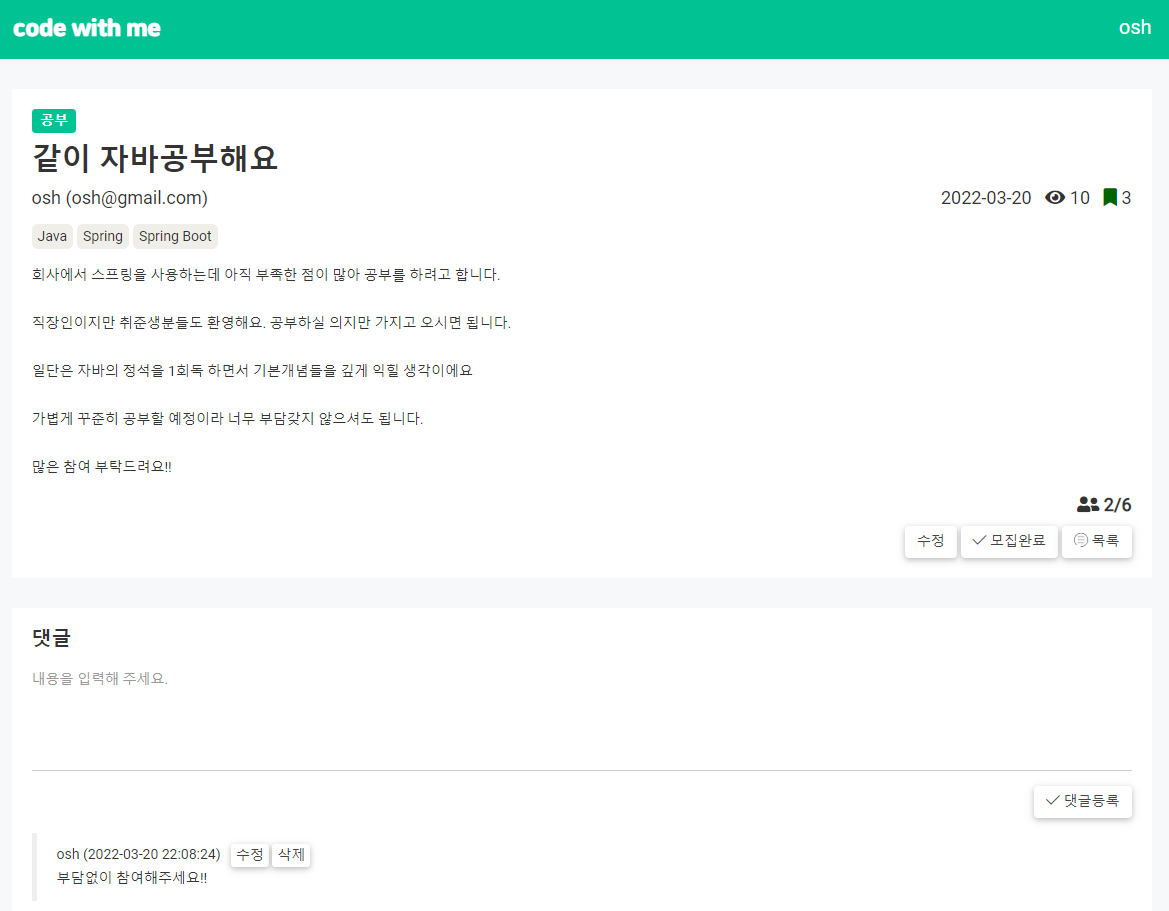 code with me
osh
공부
같이 자바공부해요
osh (osh@gmail.com)
2022-03-20 10 3
Java Spring Spring Boot
회사에서 스프링을 사용하는데 아직 부족한 점이 많아 공부를 하려고 합니다.
직장인이지만 취준생분들도 환영해요. 공부하실 의지만 가지고 오시면 됩니다.
일단은 자바의 정석을 1회독 하면서 기본개념들을 깊게 익힐 생각이에요
가볍게 꾸준히 공부할 예정이라 너무 부담갖지 않으셔도 됩니다.
많은 참여 부탁드려요!!
2/6
수정 모집완료 목록
댓글
내용을 입력해 주세요.
댓글등록
osh (2022-03-20 22:08:24) 수정 삭제
부담없이 참여해주세요!!